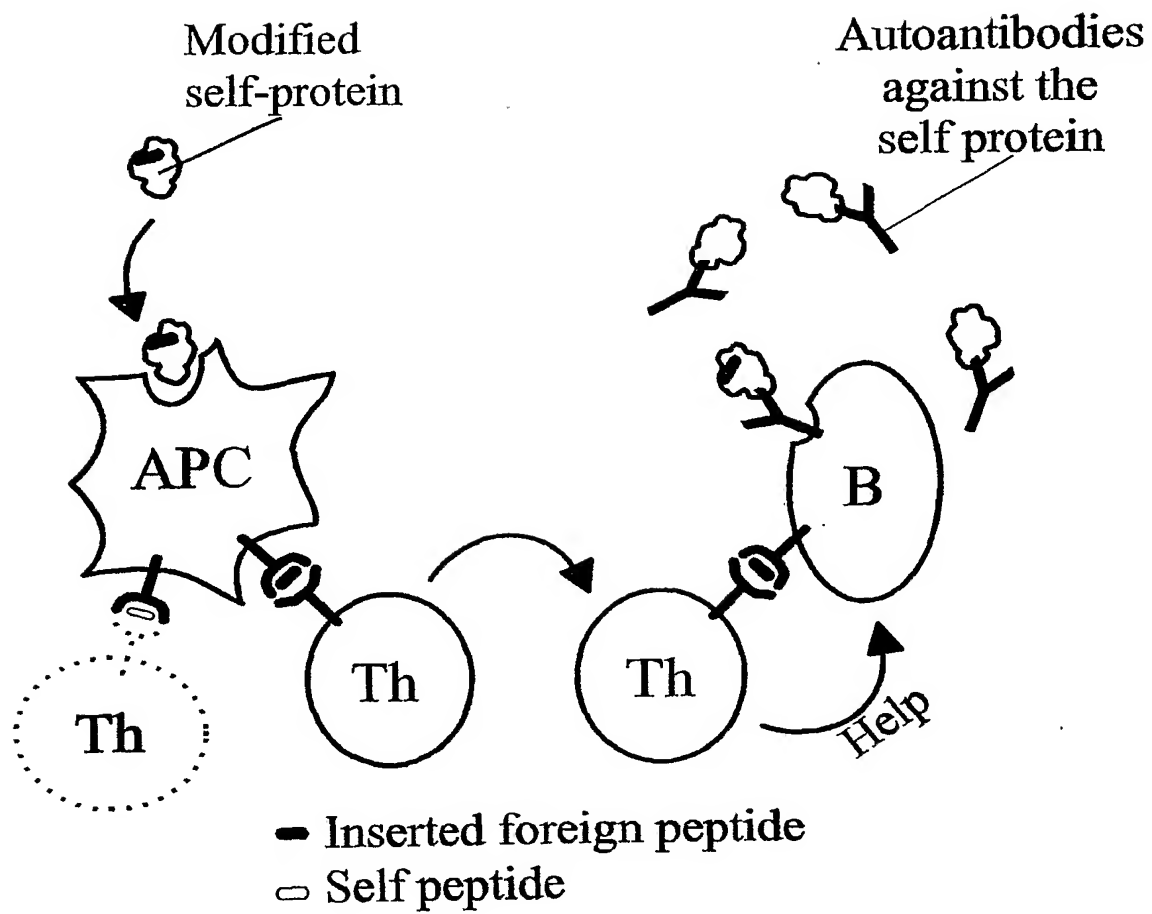 Modified
self-protein
Autoantibodies
against the
self protein
APC
B
Th
Th
Th
Help
Inserted foreign peptide
Self peptide